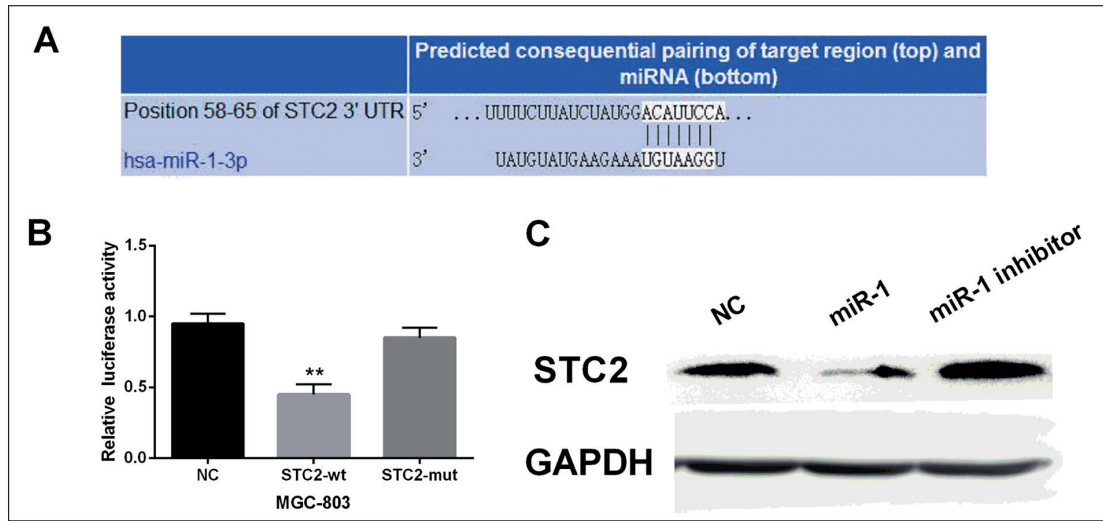 A
Predicted consequential pairing of target region (top) and
miRNA (bottom)
Position 58-65 of STC2 3' UTR 5' ...UUUUCUUAUCUAUGGACAUUCCA...
hsa-miR-1-3p 3' UAUGUAUGAAGAAAUGUAAGGU
B
Relative luciferase activity
1.5
1.0
0.5
0.0
**
NC STC2-wt STC2-mut
MGC-803
C
NC miR-1 miR-1 inhibitor
STC2
GAPDH